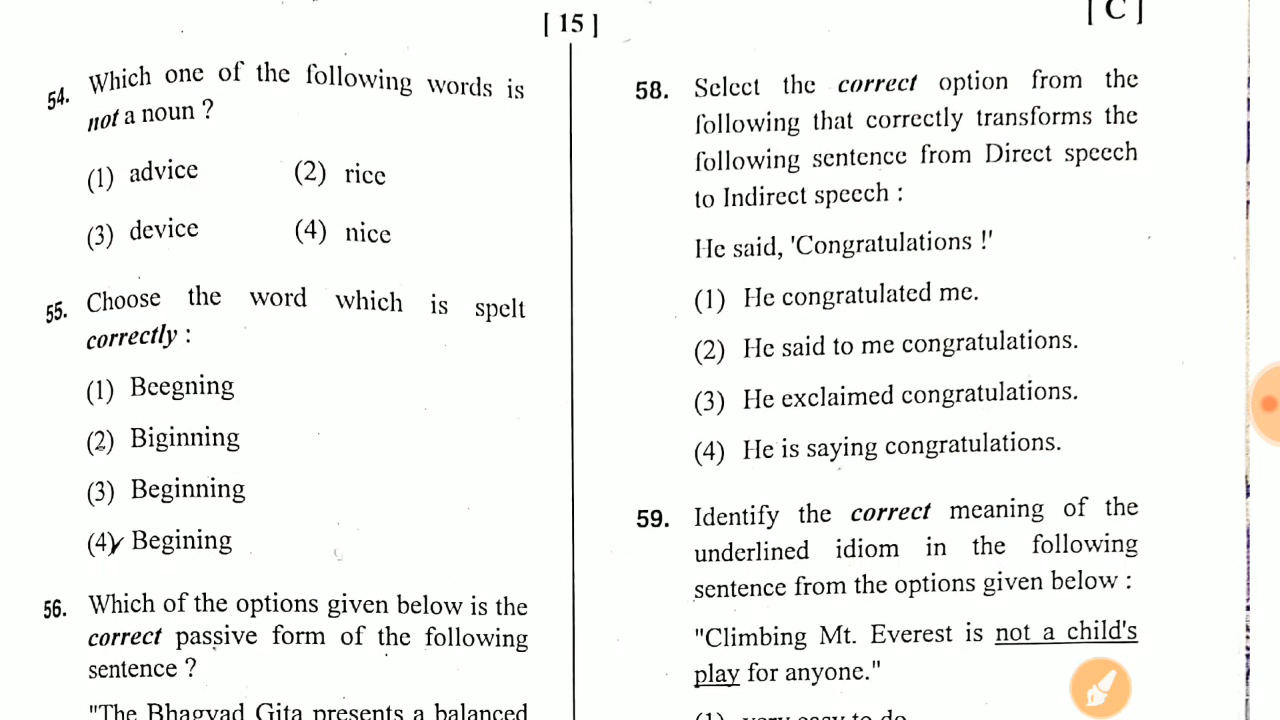 [ 15 ]
[ C ]
54. Which one of the following words is
not a noun ?
(1) advice (2) rice
(3) device (4) nice
55. Choose the word which is spelt
correctly :
(1) Beegning
(2) Biginning
(3) Beginning
(4) Begining
56. Which of the options given below is the
correct passive form of the following
sentence ?
"The Bhagvad Gita presents a balanced
58. Select the correct option from the
following that correctly transforms the
following sentence from Direct speech
to Indirect speech :
He said, 'Congratulations !'
(1) He congratulated me.
(2) He said to me congratulations.
(3) He exclaimed congratulations.
(4) He is saying congratulations.
59. Identify the correct meaning of the
underlined idiom in the following
sentence from the options given below :
"Climbing Mt. Everest is not a child's
play for anyone."
(1) very easy to do